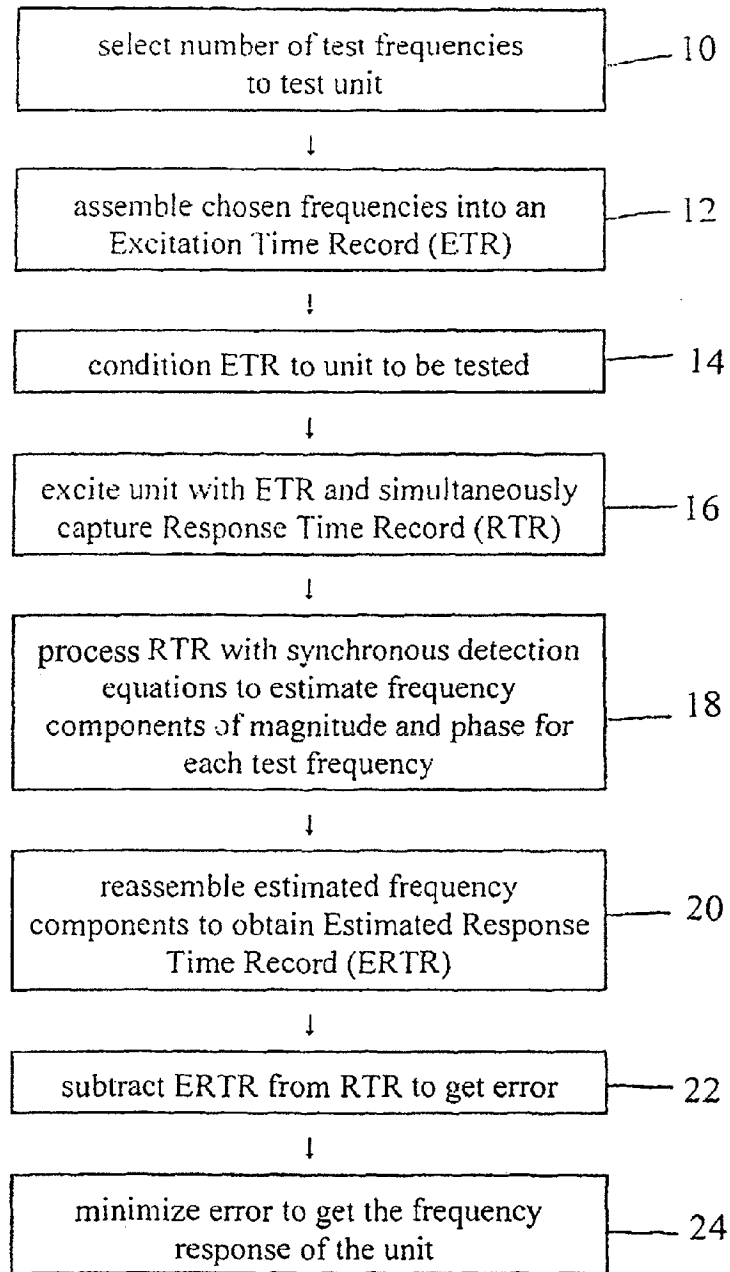 select number of test frequencies
to test unit
10
↓
assemble chosen frequencies into an
Excitation Time Record (ETR)
12
↓
condition ETR to unit to be tested
14
↓
excite unit with ETR and simultaneously
capture Response Time Record (RTR)
16
↓
process RTR with synchronous detection
equations to estimate frequency
components of magnitude and phase for
each test frequency
18
↓
reassemble estimated frequency
components to obtain Estimated Response
Time Record (ERTR)
20
↓
subtract ERTR from RTR to get error
22
↓
minimize error to get the frequency
response of the unit
24